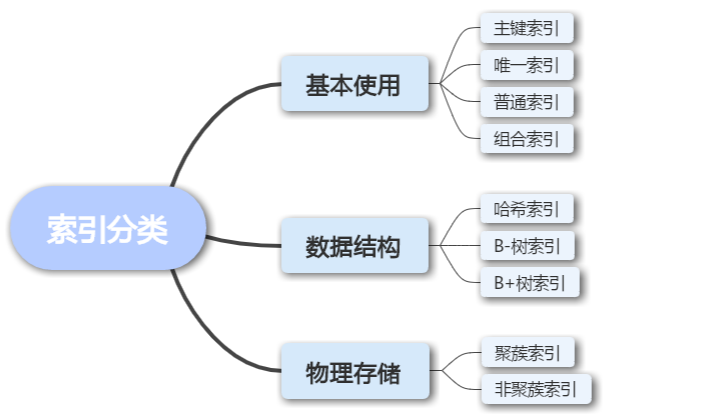 索引分类
基本使用
主键索引
唯一索引
普通索引
组合索引
数据结构
哈希索引
B-树索引
B+树索引
物理存储
聚蔟索引
非聚蔟索引